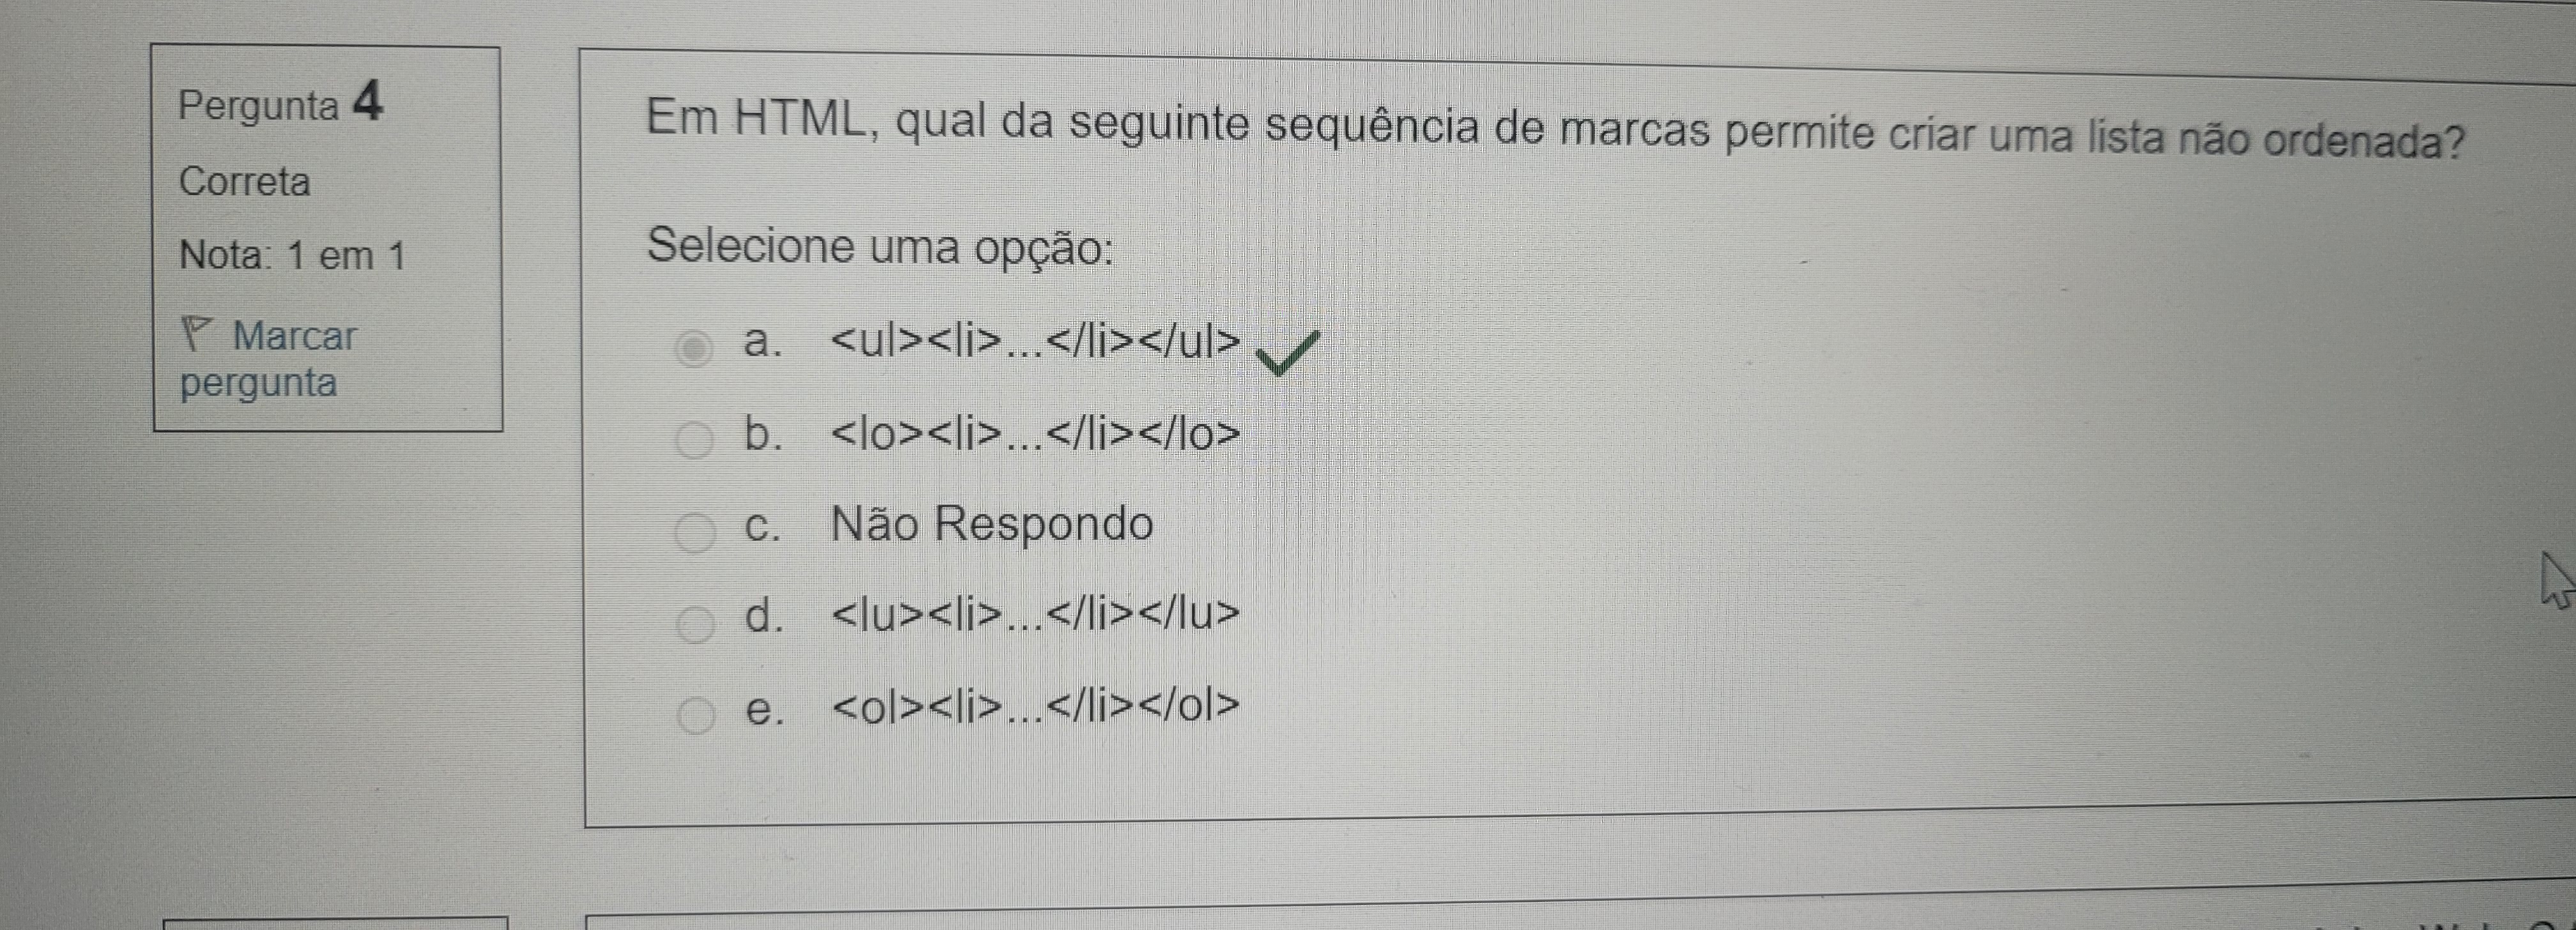 Pergunta 4
Correta
Nota: 1 em 1
Marcar
pergunta
Em HTML, qual da seguinte sequência de marcas permite criar uma lista não ordenada?
Selecione uma opção:
a. <ul><li>...</li></ul>
b. <lo><li>...</li></lo>
c. Não Respondo
d. <lu><li>...</li></lu>
e. <ol><li>...</li></ol>